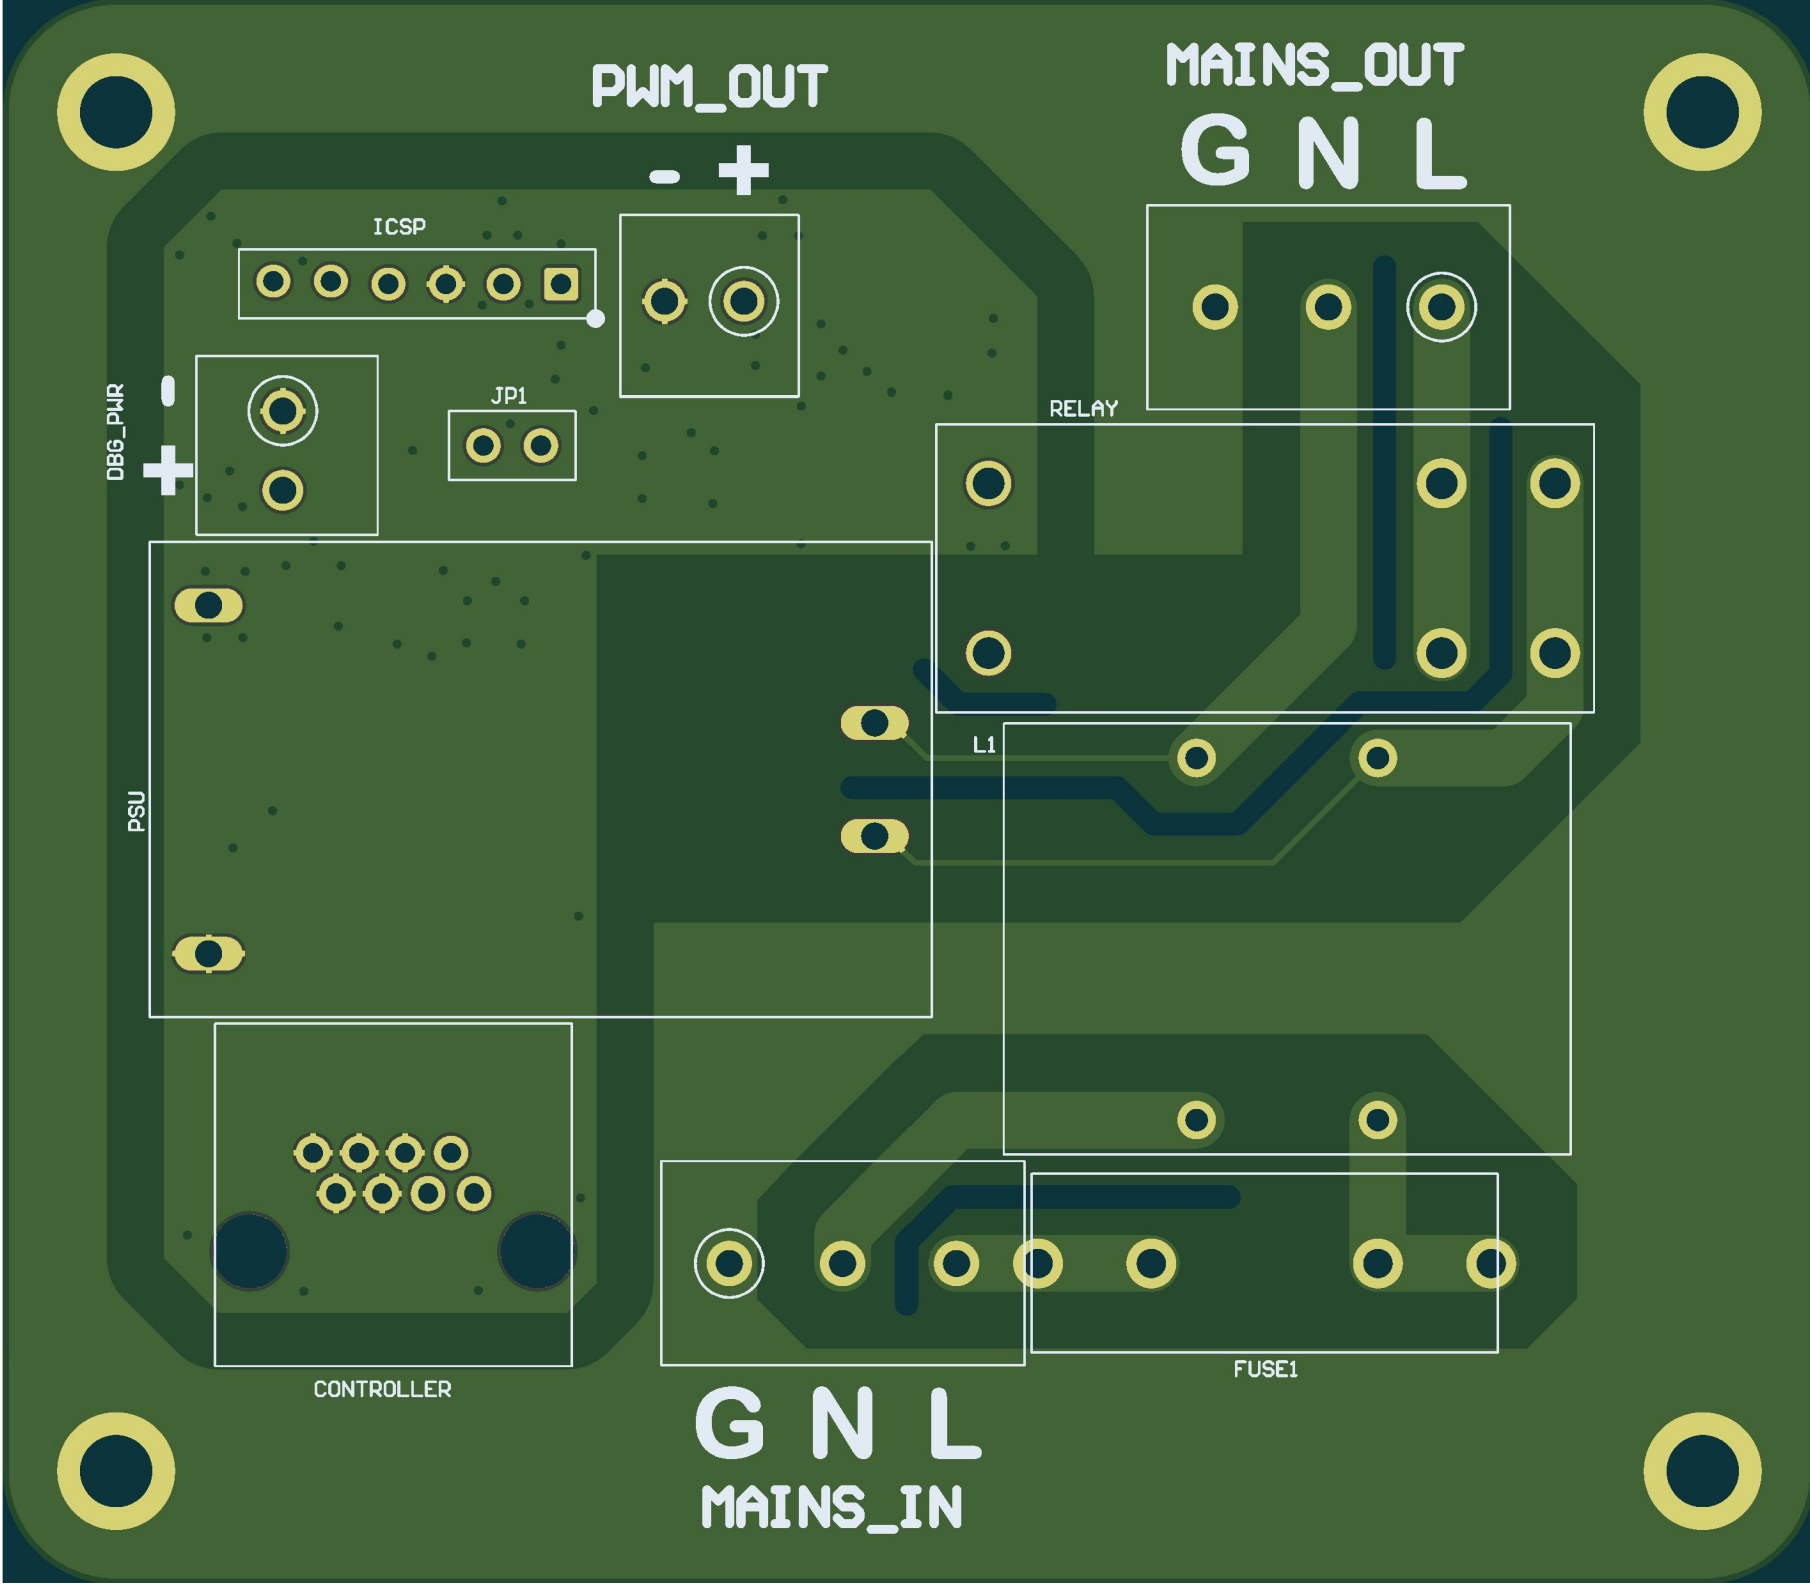 PWM_OUT
- +
MAINS_OUT
G N L
ICSP
DBG_PWR
-
+
JP1
RELAY
PSU
L1
CONTROLLER
FUSE1
G N L
MAINS_IN